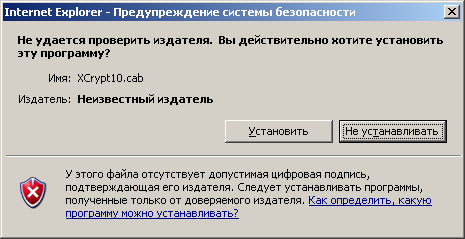 Internet Explorer - Предупреждение системы безопасности
Не удается проверить издателя. Вы действительно хотите установить
эту программу?
Имя: XCrypt10.cab
Издатель: Неизвестный издатель
Установить Не устанавливать
У этого файла отсутствует допустимая цифровая подпись,
подтверждающая его издателя. Следует устанавливать программы,
полученные только от доверяемого издателя. Как определить, какую
программу можно устанавливать?